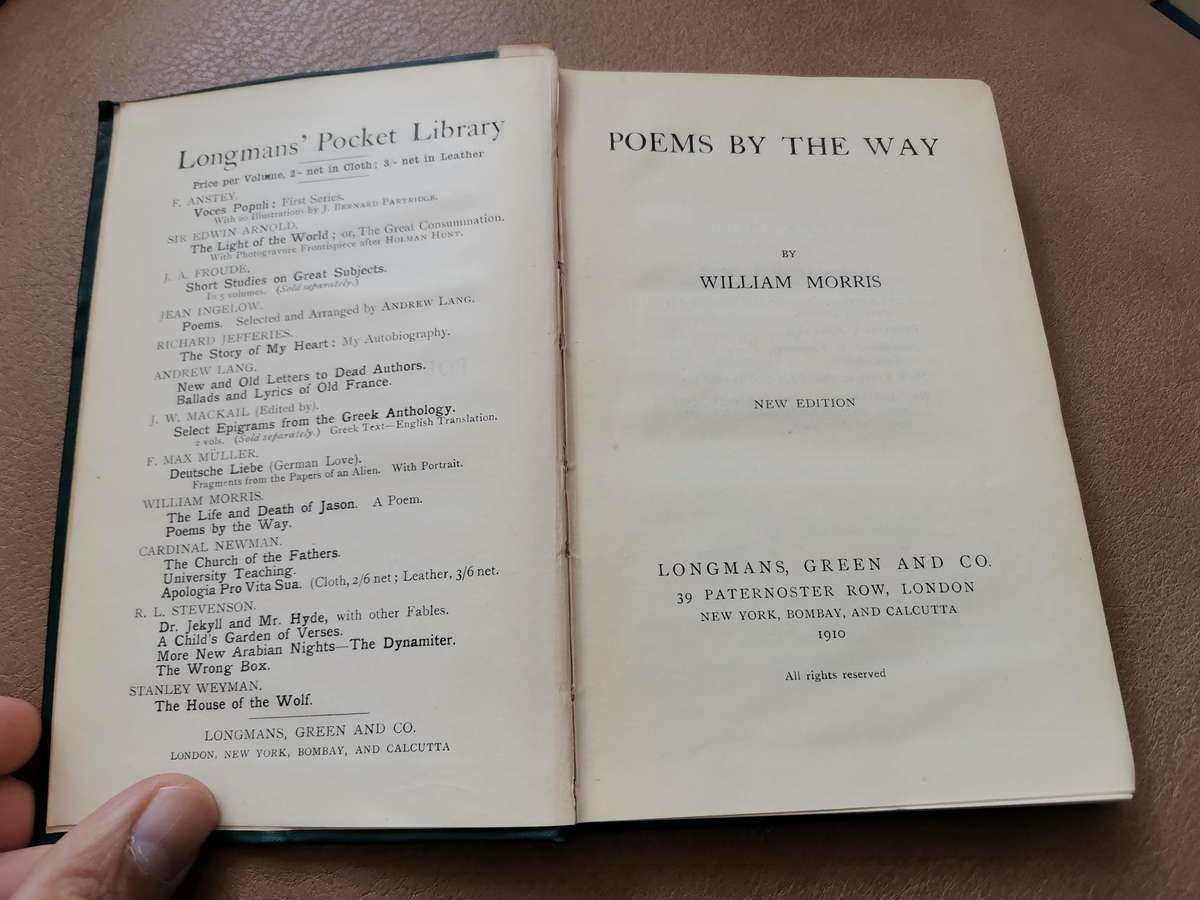 Longmans' Pocket Library
Price per Volume, 2/- net in Cloth; 3/- net in Leather
F. ANSTEY.
Voces Populi: First Series.
With 20 Illustrations by J. BERNARD PARTRIDGE.
SIR EDWIN ARNOLD.
The Light of the World; or, The Great Consummation.
With Photogravure Frontispiece after HOLMAN HUNT.
J. A. FROUDE.
Short Studies on Great Subjects.
In 5 volumes. (Sold separately.)
JEAN INGELOW.
Poems. Selected and Arranged by ANDREW LANG.
RICHARD JEFFERIES.
The Story of My Heart: My Autobiography.
ANDREW LANG.
New and Old Letters to Dead Authors.
Ballads and Lyrics of Old France.
J. W. MACKAIL (Edited by).
Select Epigrams from the Greek Anthology.
2 vols. (Sold separately.) Greek Text—English Translation.
F. MAX MÜLLER.
Deutsche Liebe (German Love).
Fragments from the Papers of an Alien. With Portrait.
WILLIAM MORRIS.
The Life and Death of Jason. A Poem.
Poems by the Way.
CARDINAL NEWMAN.
The Church of the Fathers.
University Teaching.
Apologia Pro Vita Sua. (Cloth, 2/6 net; Leather, 3/6 net.
R. L. STEVENSON.
Dr. Jekyll and Mr. Hyde, with other Fables.
A Child's Garden of Verses.
More New Arabian Nights—The Dynamiter.
The Wrong Box.
STANLEY WEYMAN.
The House of the Wolf.
LONGMANS, GREEN AND CO.
LONDON, NEW YORK, BOMBAY, AND CALCUTTA
POEMS BY THE WAY
BY
WILLIAM MORRIS
NEW EDITION
LONGMANS, GREEN AND CO.
39 PATERNOSTER ROW, LONDON
NEW YORK, BOMBAY, AND CALCUTTA
1910
All rights reserved